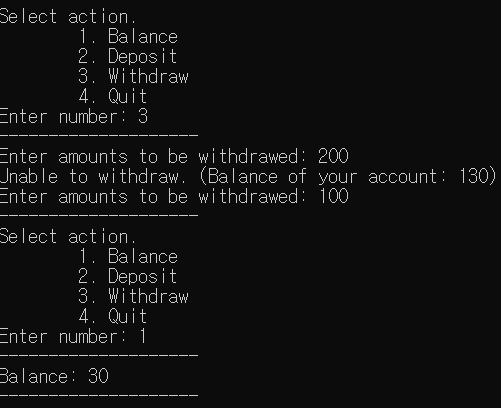 Select action.
1. Balance
2. Deposit
3. Withdraw
4. Quit
Enter number: 3
--------------------
Enter amounts to be withdrawed: 200
Unable to withdraw. (Balance of your account: 130)
Enter amounts to be withdrawed: 100
--------------------
Select action.
1. Balance
2. Deposit
3. Withdraw
4. Quit
Enter number: 1
--------------------
Balance: 30
--------------------